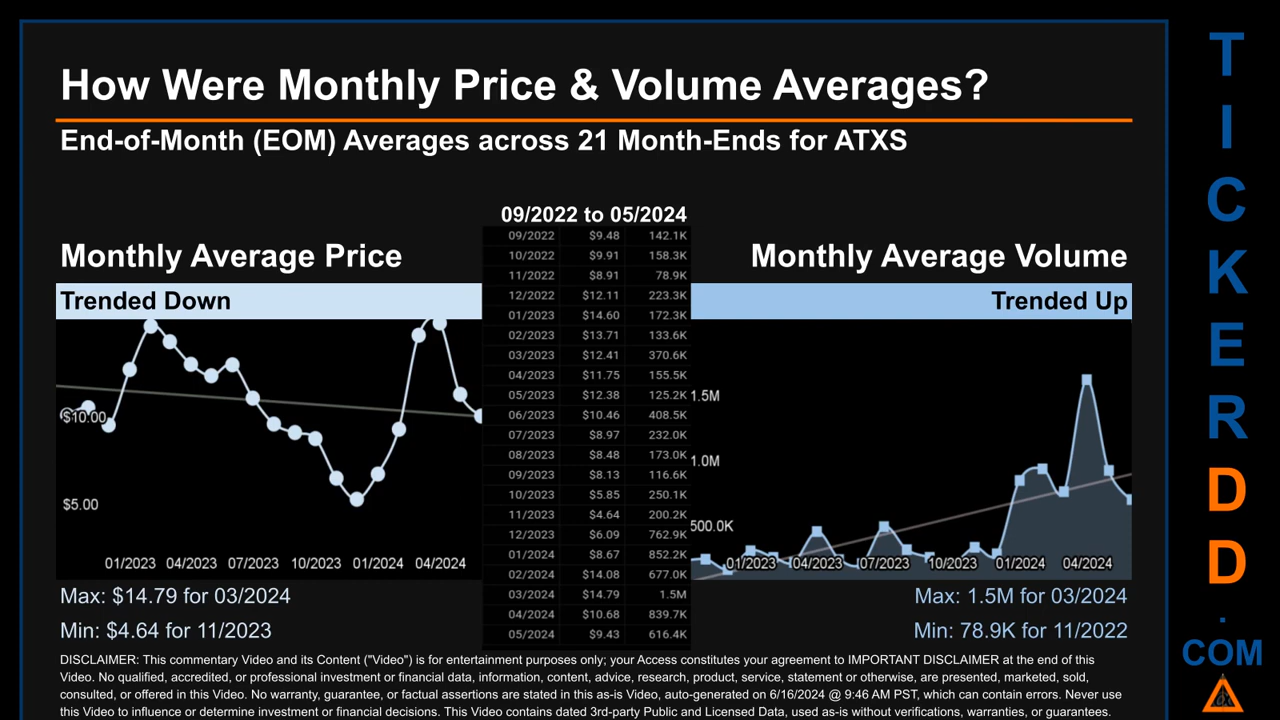 How Were Monthly Price & Volume Averages?
End-of-Month (EOM) Averages across 21 Month-Ends for ATXS
09/2022 to 05/2024
Monthly Average Price
Monthly Average Volume
Trended Down
Trended Up
09/2022 $9.48 142.1K
10/2022 $9.91 158.3K
11/2022 $8.91 78.9K
12/2022 $12.11 223.3K
01/2023 $14.60 172.3K
02/2023 $13.71 133.6K
03/2023 $12.41 370.6K
04/2023 $11.75 155.5K
05/2023 $12.38 125.2K
06/2023 $10.46 408.5K
07/2023 $8.97 232.0K
08/2023 $8.48 173.0K
09/2023 $8.13 116.6K
10/2023 $5.85 250.1K
11/2023 $4.64 200.2K
12/2023 $6.09 762.9K
01/2024 $8.67 852.2K
02/2024 $14.08 677.0K
03/2024 $14.79 1.5M
04/2024 $10.68 839.7K
05/2024 $9.43 616.4K
$10.00
$5.00
01/2023 04/2023 07/2023 10/2023 01/2024 04/2024
1.5M
1.0M
500.0K
01/2023 04/2023 07/2023 10/2023 01/2024 04/2024
Max: $14.79 for 03/2024
Min: $4.64 for 11/2023
Max: 1.5M for 03/2024
Min: 78.9K for 11/2022
DISCLAIMER: This commentary Video and its Content ("Video") is for entertainment purposes only; your Access constitutes your agreement to IMPORTANT DISCLAIMER at the end of this
Video. No qualified, accredited, or professional investment or financial data, information, content, advice, research, product, service, statement or otherwise, are presented, marketed, sold,
consulted, or offered in this Video. No warranty, guarantee, or factual assertions are stated in this as-is Video, auto-generated on 6/16/2024 @ 9:46 AM PST, which can contain errors. Never use
this Video to influence or determine investment or financial decisions. This Video contains dated 3rd-party Public and Licensed Data, used as-is without verifications, warranties, or guarantees.
T
I
C
K
E
R
D
D
.
COM